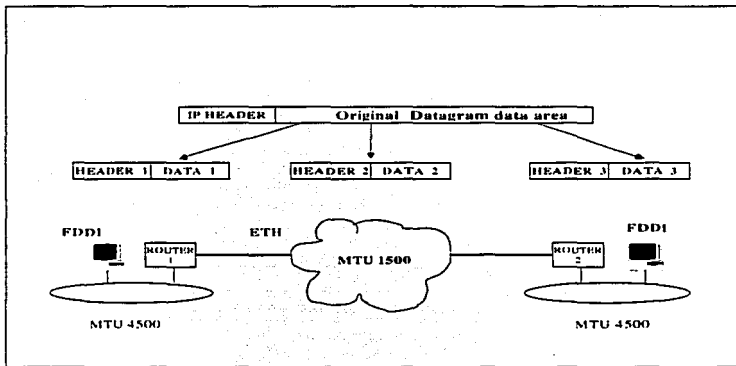 IP HEADER Original Datagram data area
HEADER 1 DATA 1 HEADER 2 DATA 2 HEADER 3 DATA 3
FDDI ETH FDDI
ROUTER 1 MTU 1500 ROUTER 2
MTU 4500 MTU 4500